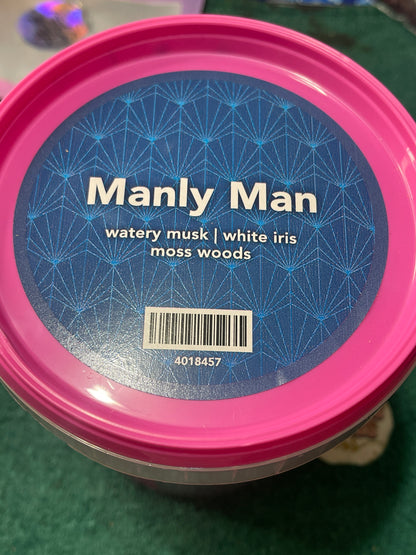 Manly Man
watery musk | white iris
moss woods
4018457